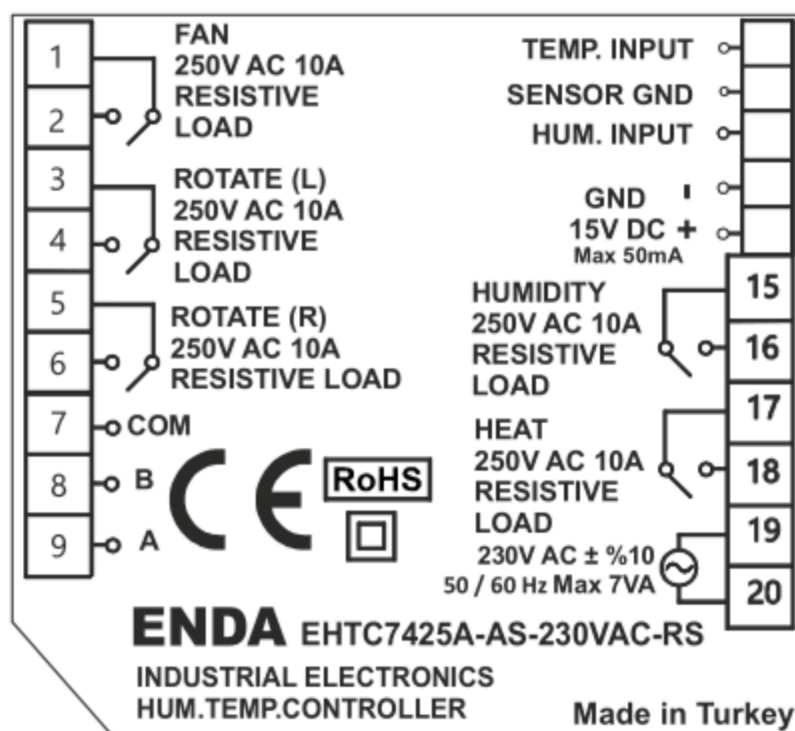 1
FAN
250V AC 10A
RESISTIVE
LOAD
2
3
ROTATE (L)
250V AC 10A
RESISTIVE
LOAD
4
5
ROTATE (R)
250V AC 10A
RESISTIVE LOAD
6
7
COM
8
B
9
A
CE
RoHS
TEMP. INPUT
SENSOR GND
HUM. INPUT
GND -
15V DC +
Max 50mA
15
HUMIDITY
250V AC 10A
RESISTIVE
LOAD
16
17
HEAT
250V AC 10A
RESISTIVE
LOAD
18
19
230V AC ± %10
50 / 60 Hz Max 7VA
20
ENDA EHTC7425A-AS-230VAC-RS
INDUSTRIAL ELECTRONICS
HUM.TEMP.CONTROLLER
Made in Turkey